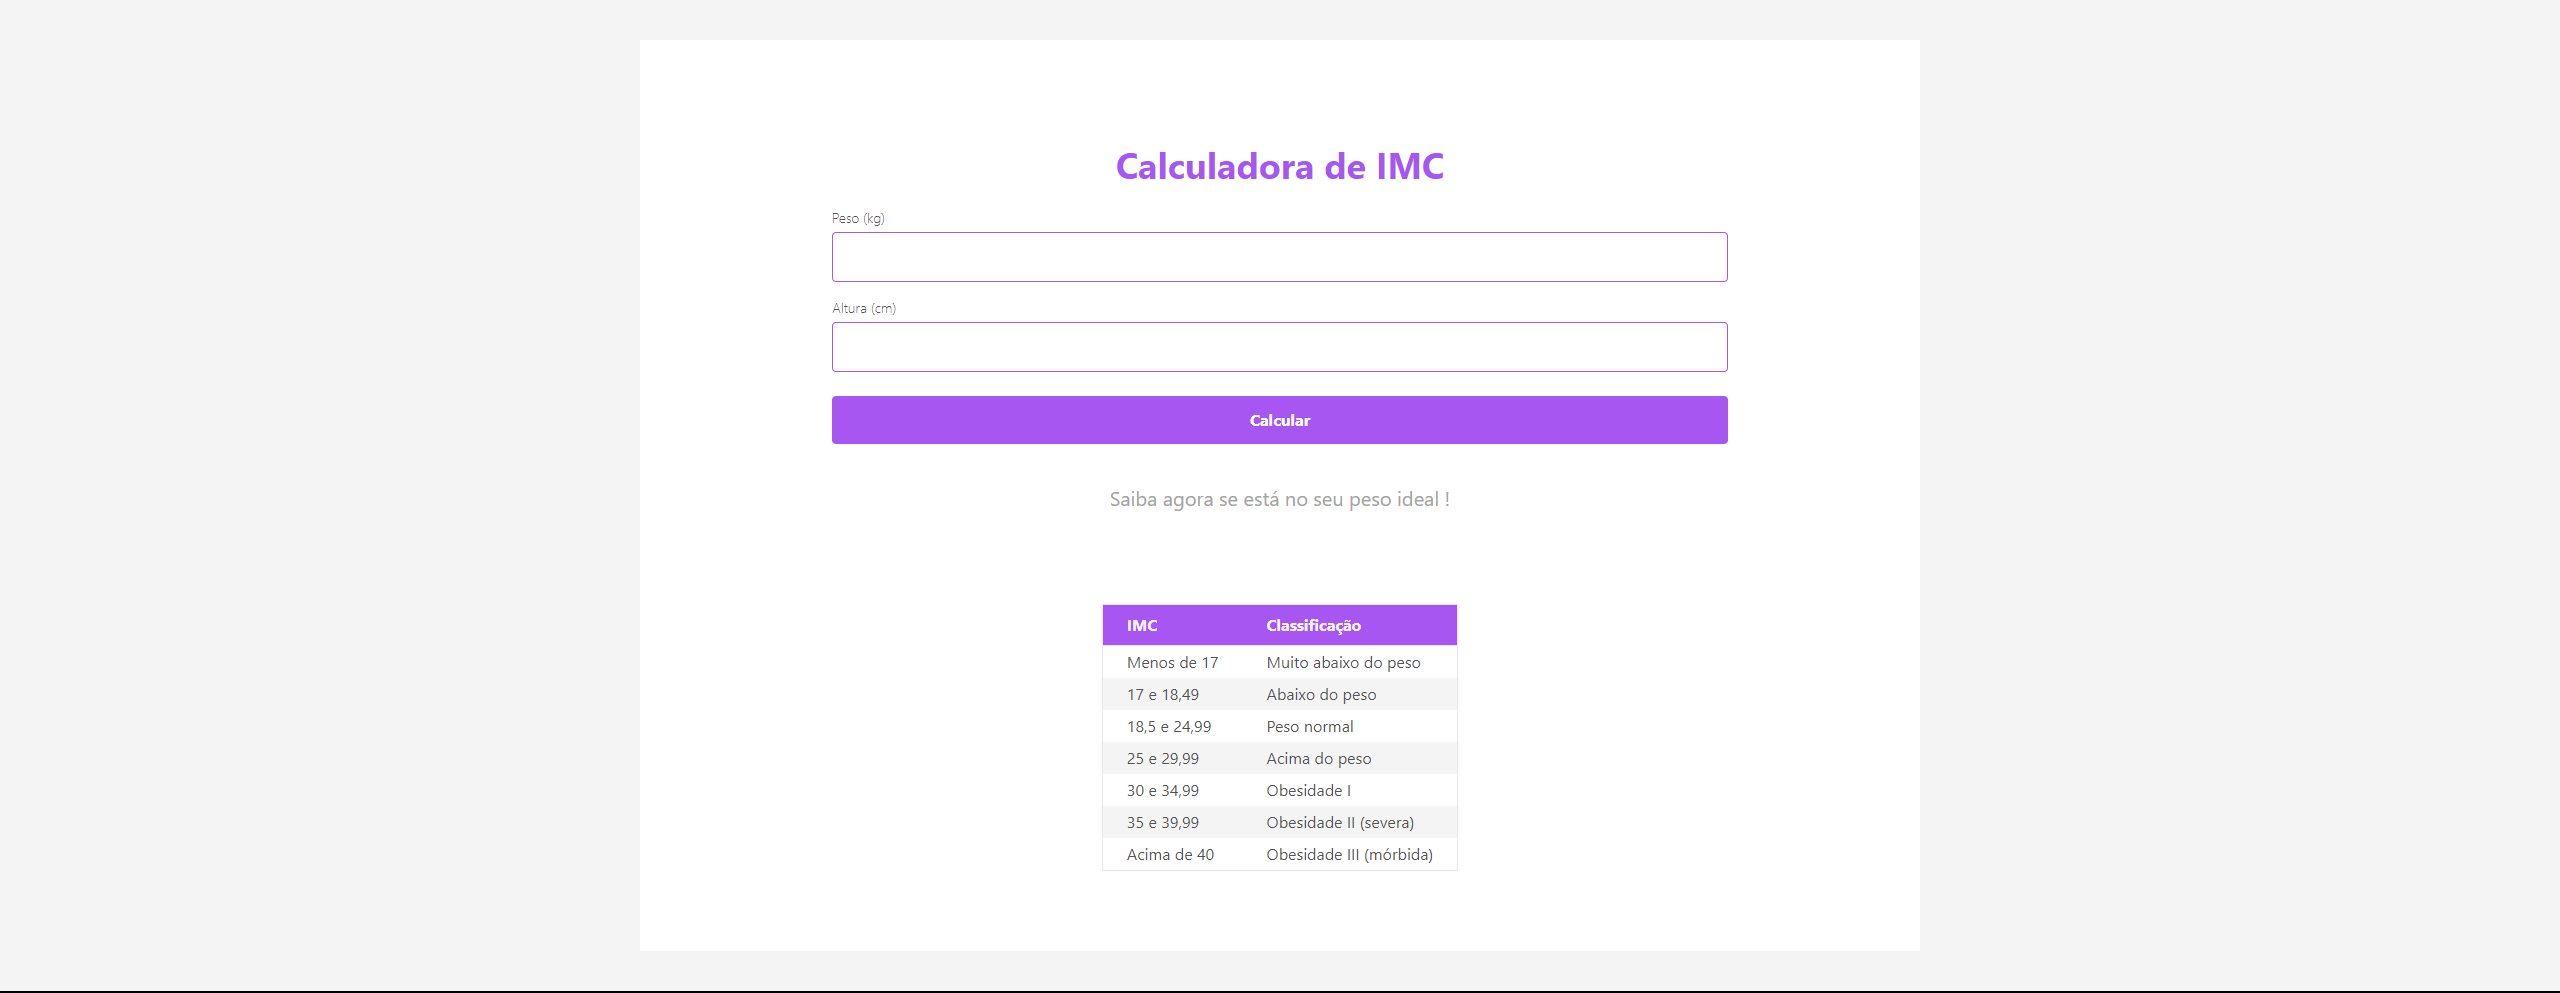 Calculadora de IMC
Peso (kg)
Altura (cm)
Calcular
Saiba agora se está no seu peso ideal !
IMC Classificação
Menos de 17 Muito abaixo do peso
17 e 18,49 Abaixo do peso
18,5 e 24,99 Peso normal
25 e 29,99 Acima do peso
30 e 34,99 Obesidade I
35 e 39,99 Obesidade II (severa)
Acima de 40 Obesidade III (mórbida)